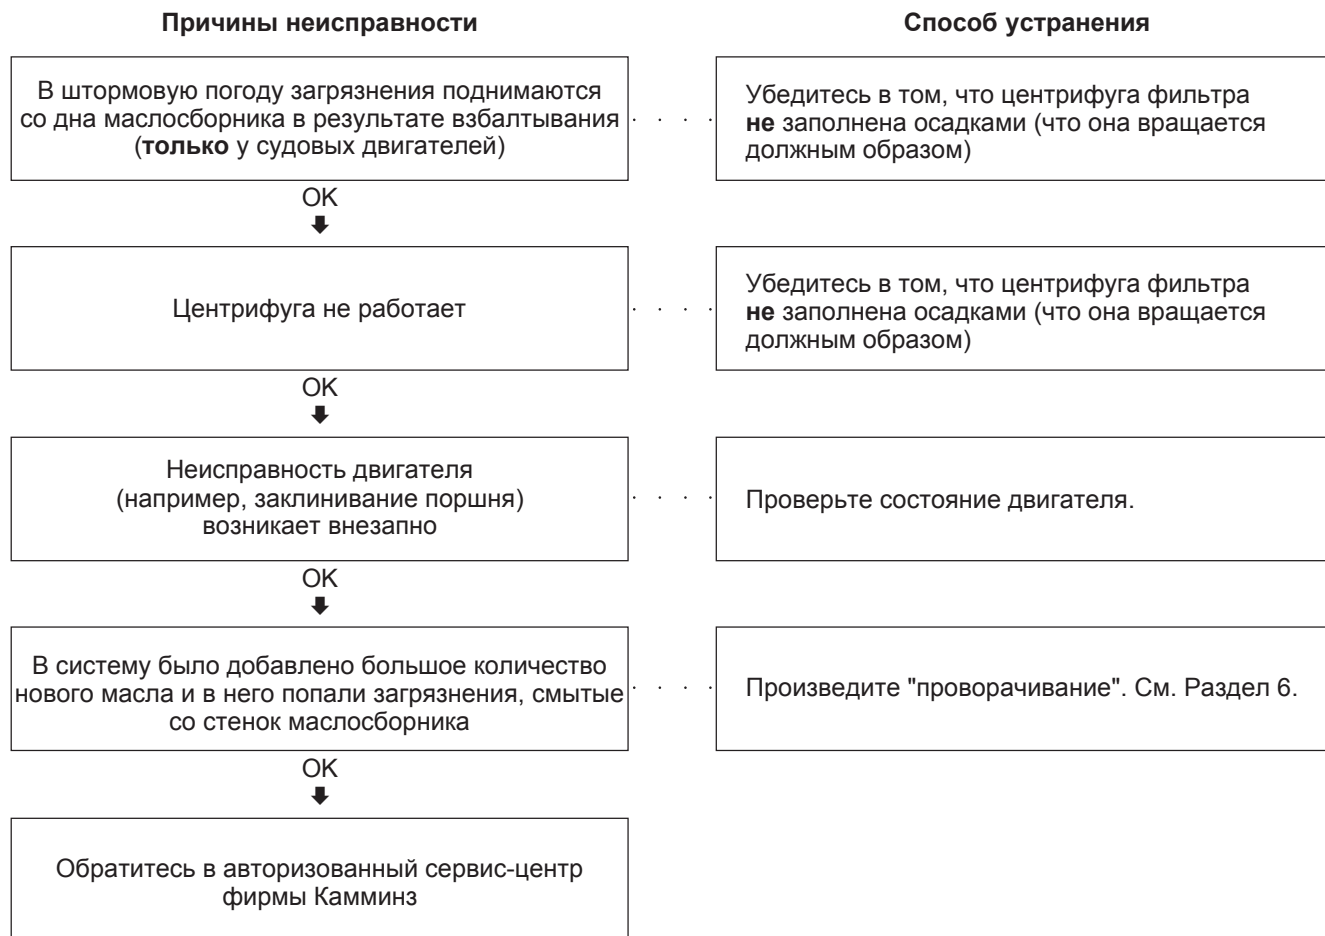 Причины неисправности
Способ устранения
В штормовую погоду загрязнения поднимаются
со дна маслосборника в результате взбалтывания
(только у судовых двигателей)
Убедитесь в том, что центрифуга фильтра
не заполнена осадками (что она вращается
должным образом)
OK
Центрифуга не работает
Убедитесь в том, что центрифуга фильтра
не заполнена осадками (что она вращается
должным образом)
OK
Неисправность двигателя
(например, заклинивание поршня)
возникает внезапно
Проверьте состояние двигателя.
OK
В систему было добавлено большое количество
нового масла и в него попали загрязнения, смытые
со стенок маслосборника
Произведите "проворачивание". См. Раздел 6.
OK
Обратитесь в авторизованный сервис-центр
фирмы Камминз